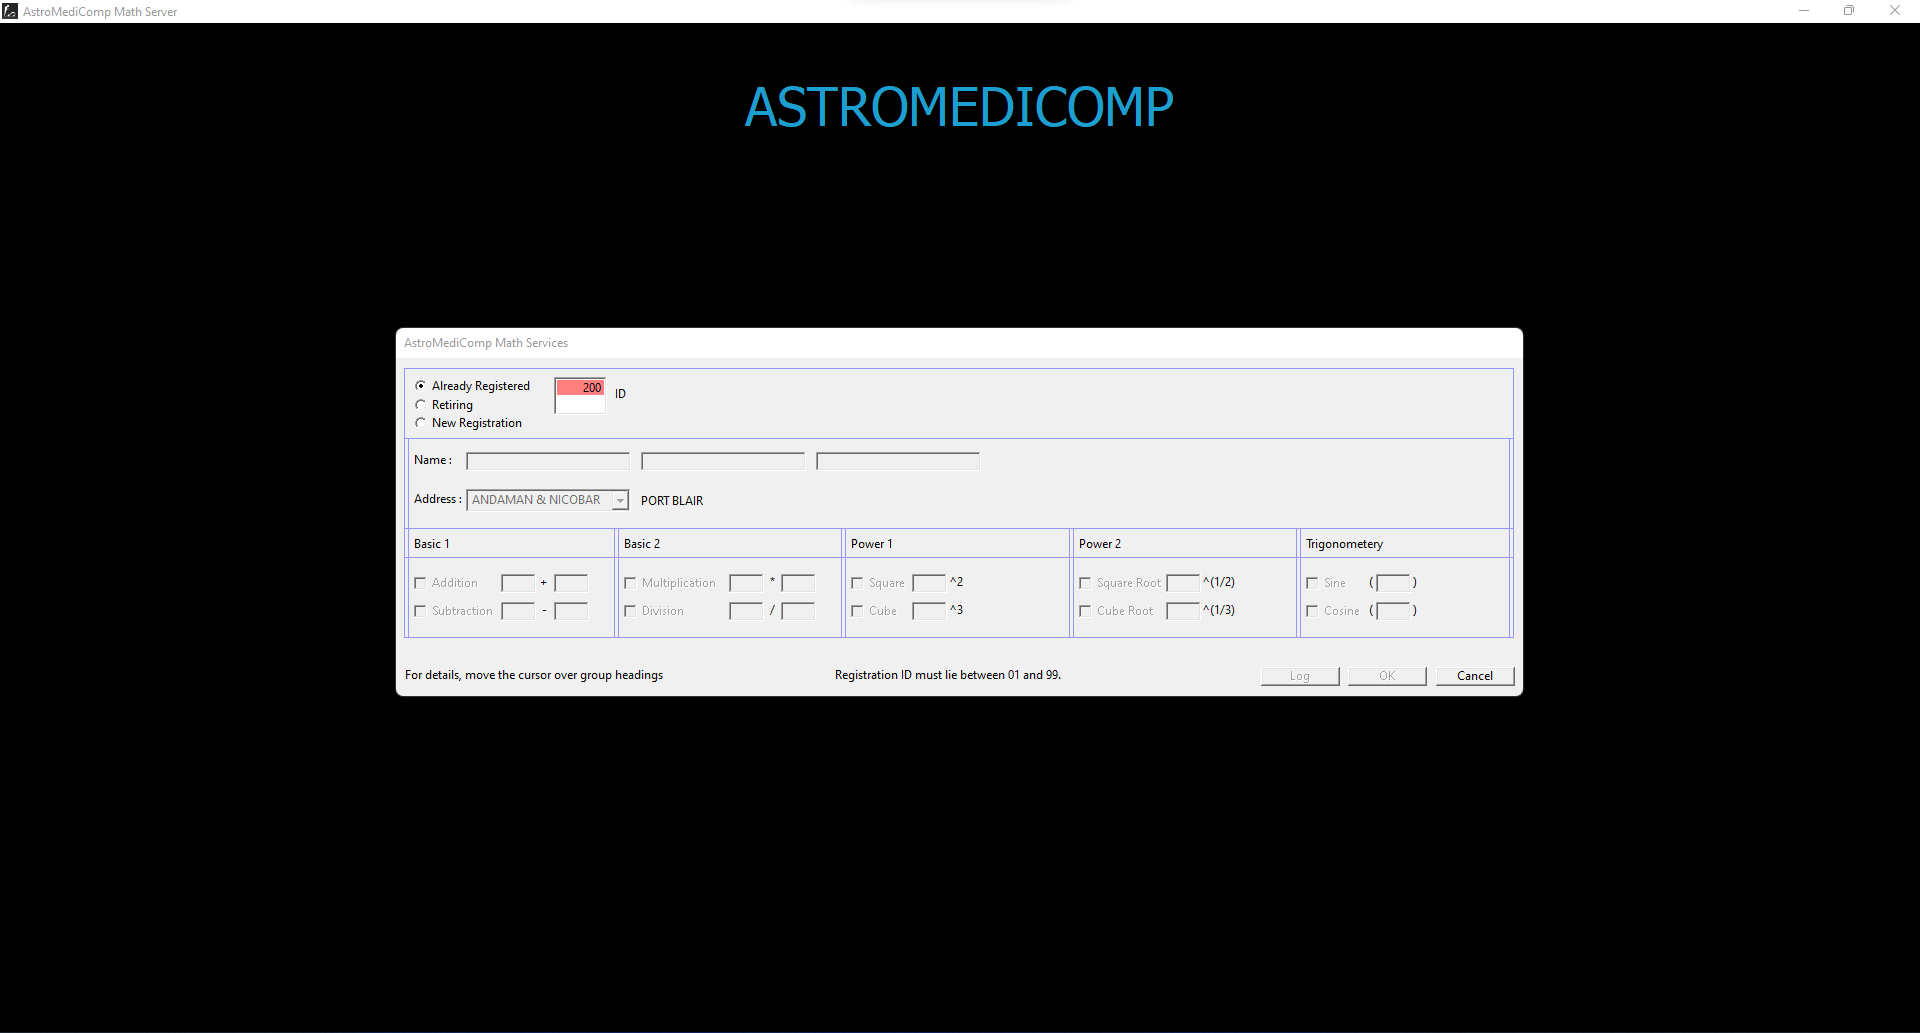 AstroMediComp Math Server
ASTROMEDICOMP
AstroMediComp Math Services
Already Registered
200 ID
Retiring
New Registration
Name :
Address : ANDAMAN & NICOBAR PORT BLAIR
Basic 1 Basic 2 Power 1 Power 2 Trigonometery
Addition + Multiplication * Square ^2 Square Root ^(1/2) Sine ( )
Subtraction - Division / Cube ^3 Cube Root ^(1/3) Cosine ( )
For details, move the cursor over group headings Registration ID must lie between 01 and 99. Log OK Cancel